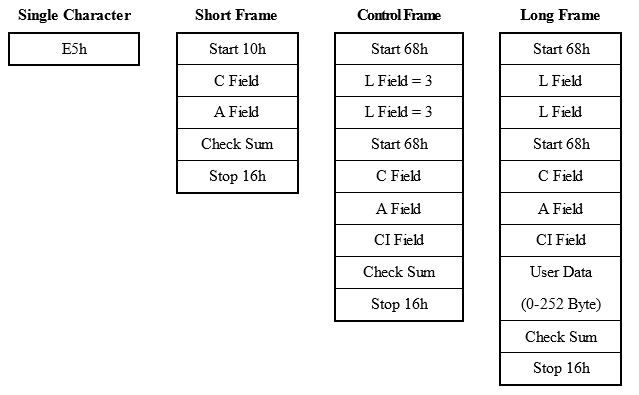 Single Character
E5h
Short Frame
Start 10h
C Field
A Field
Check Sum
Stop 16h
Control Frame
Start 68h
L Field = 3
L Field = 3
Start 68h
C Field
A Field
CI Field
Check Sum
Stop 16h
Long Frame
Start 68h
L Field
L Field
Start 68h
C Field
A Field
CI Field
User Data
(0-252 Byte)
Check Sum
Stop 16h